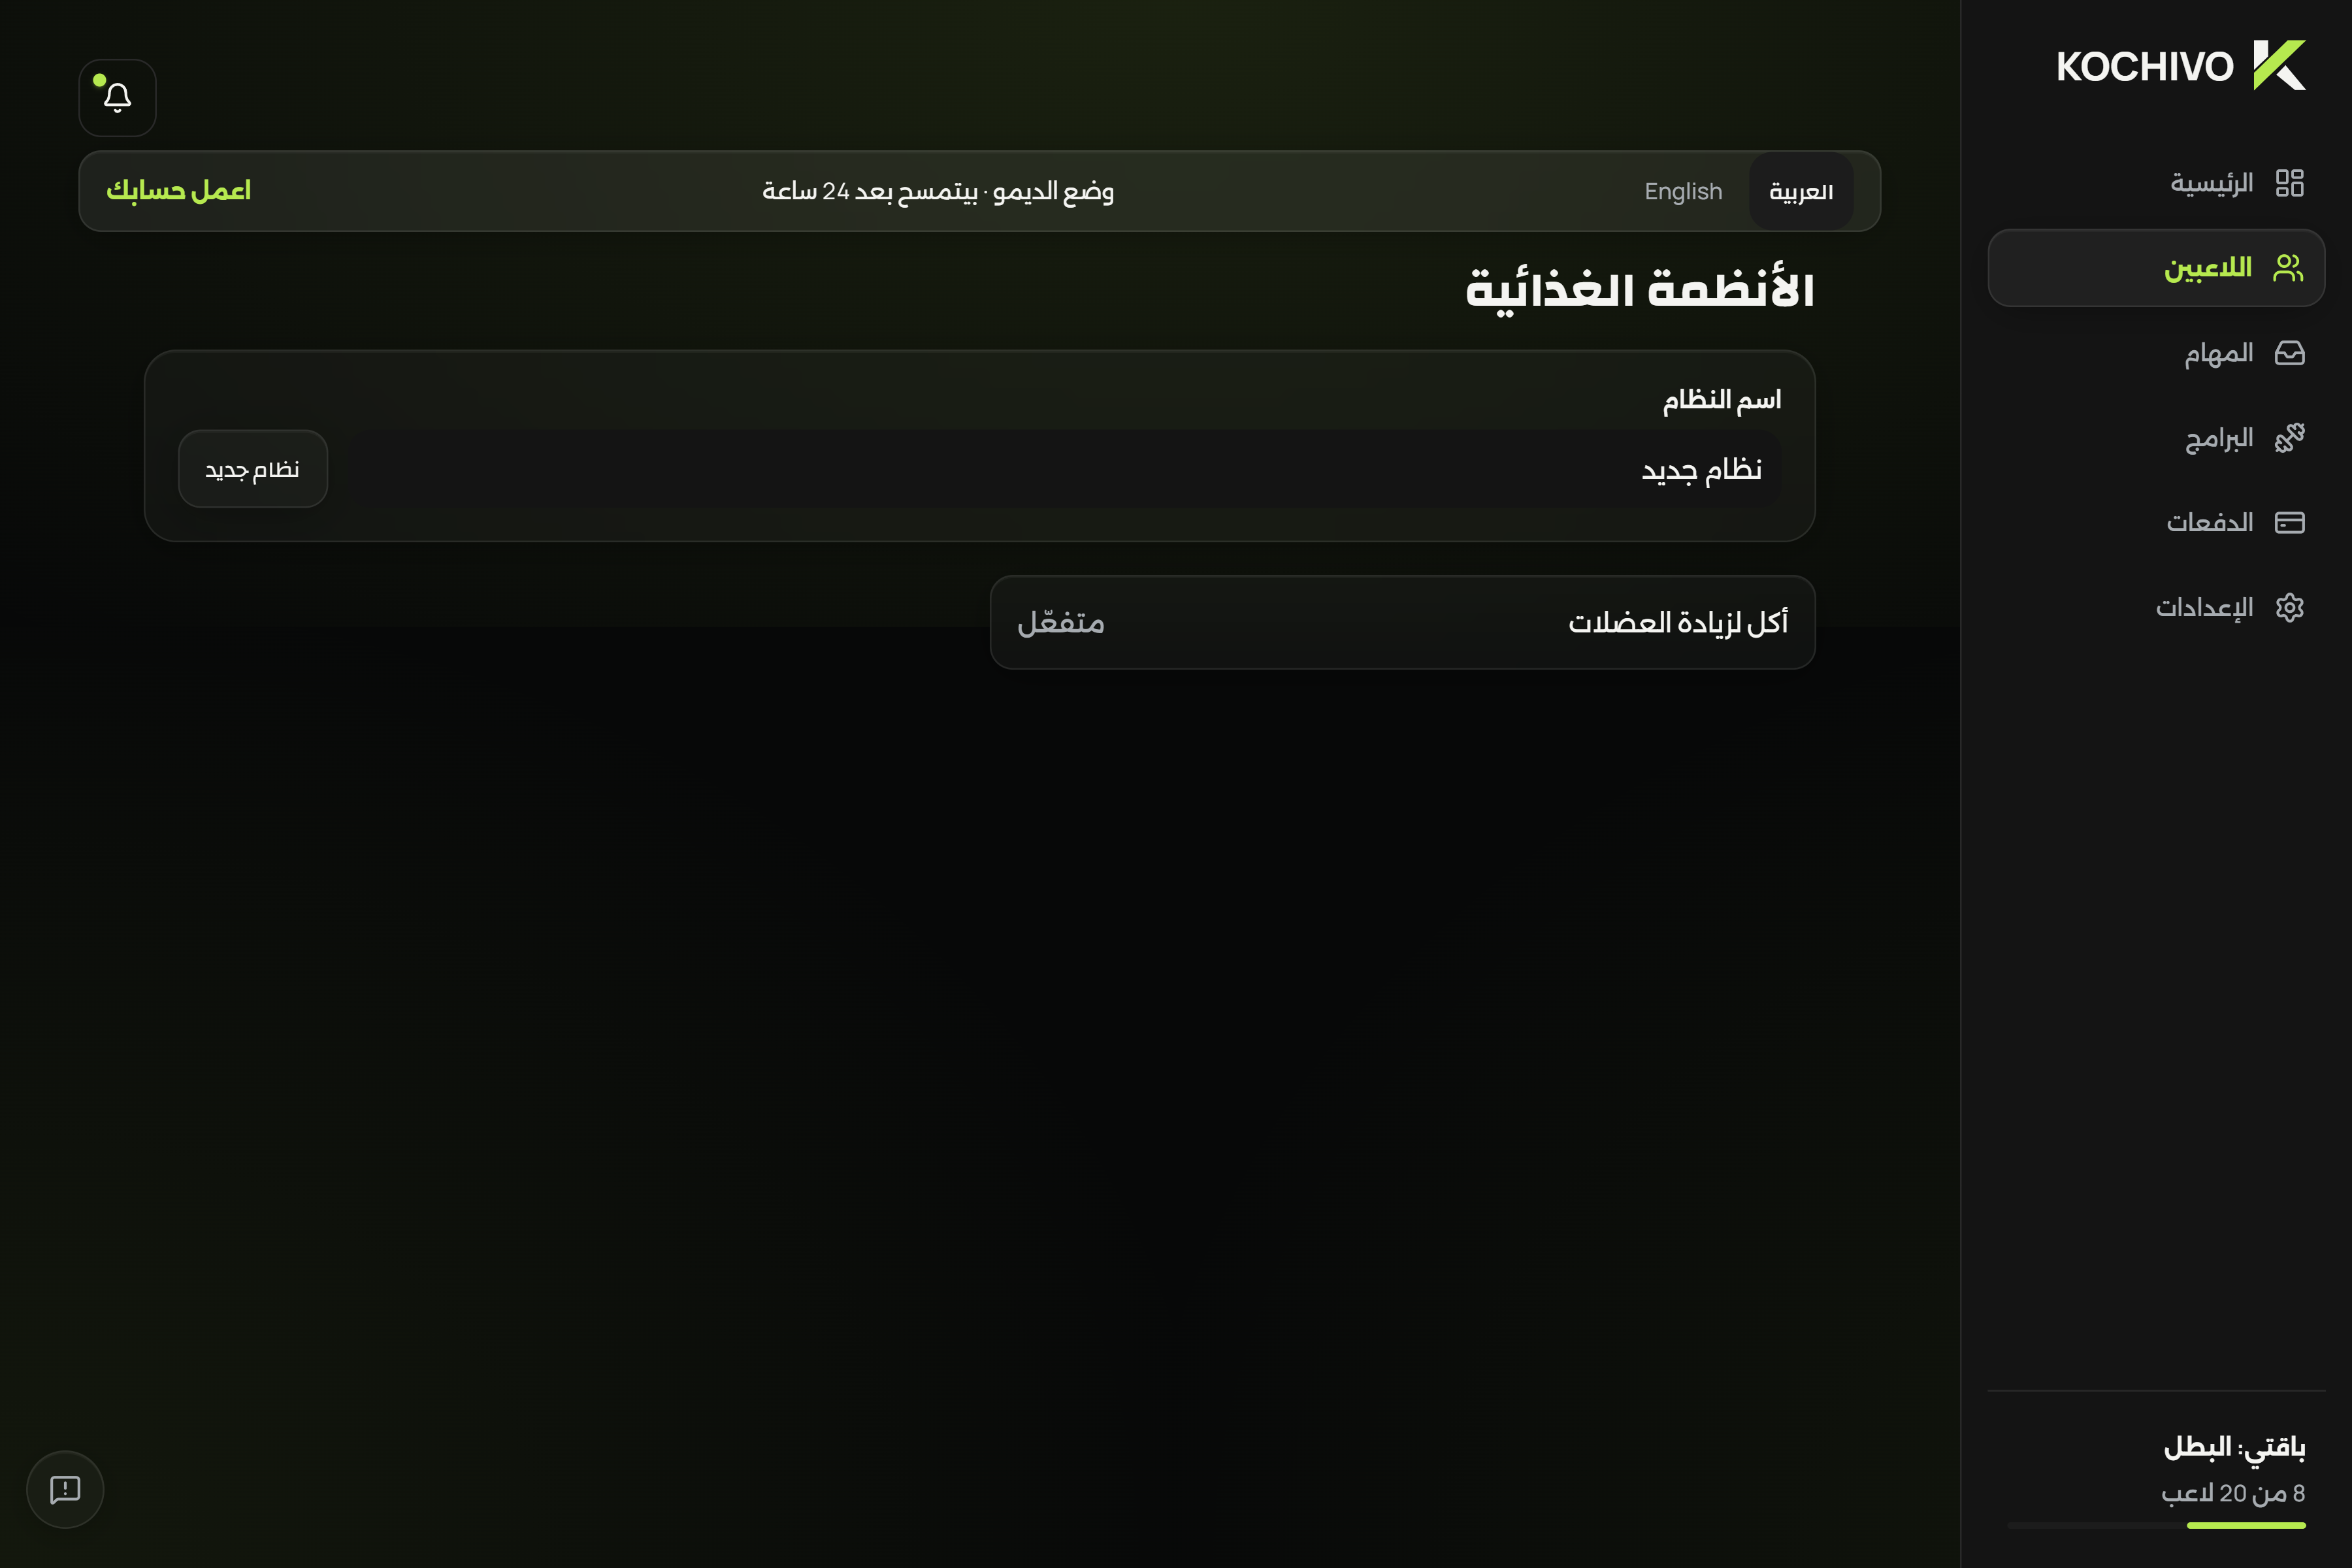 KOCHIVO
الرئيسية
اللاعبين
المهام
البرامج
الدفعات
الإعدادات
باقتي: البطل
8 من 20 لاعب
العربية
English
وضع الديمو · بيتمسح بعد 24 ساعة
اعمل حسابك
الأنظمة الغذائية
اسم النظام
نظام جديد
نظام جديد
أكل لزيادة العضلات
متفعّل